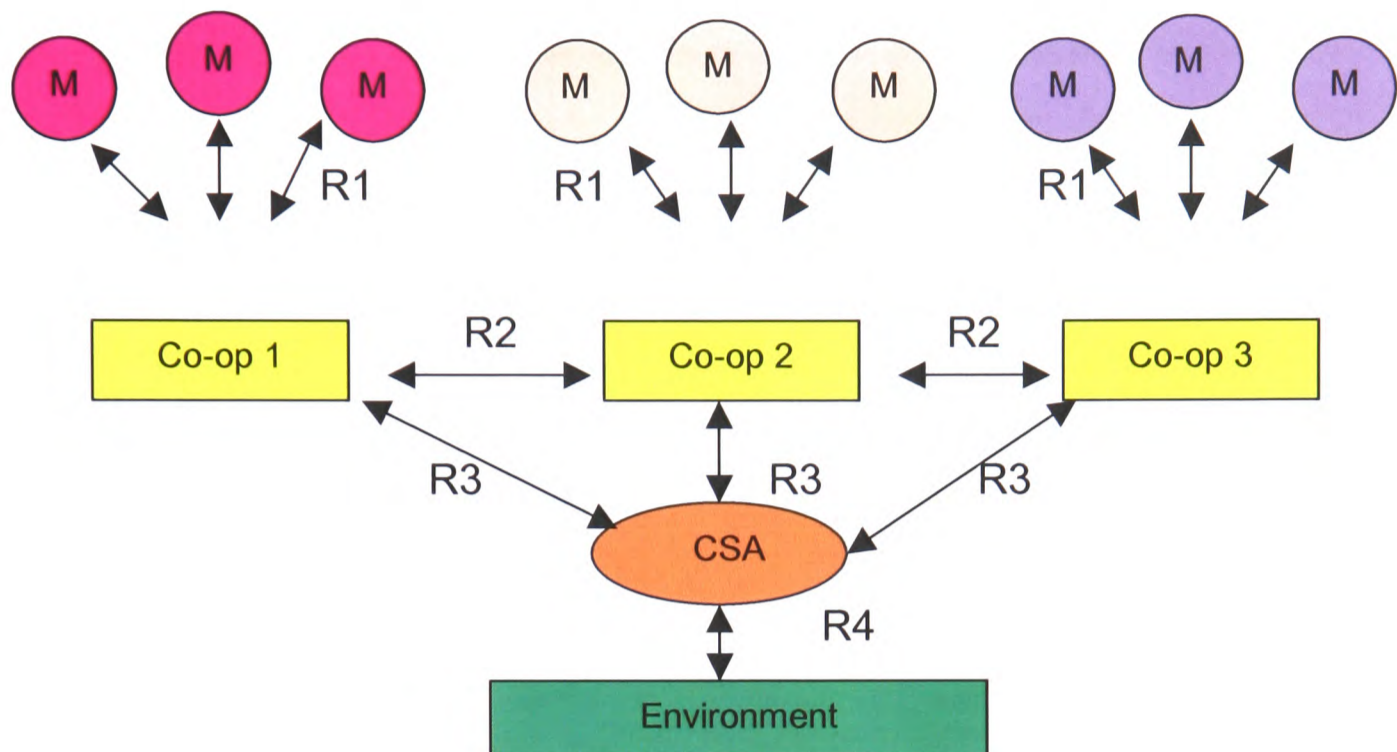 M M M M M M M M M
R1 R1 R1
Co-op 1 R2 Co-op 2 R2 Co-op 3
R3 R3 R3
CSA
R4
Environment